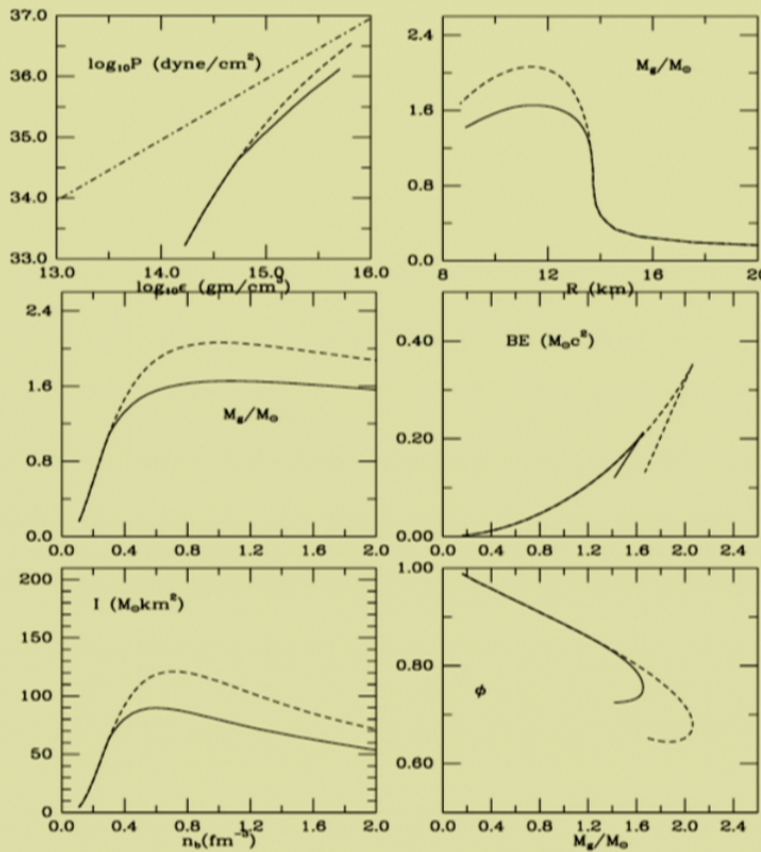 37.0
36.0
35.0
34.0
33.0
log₁₀P (dyne/cm²)
13.0 14.0 15.0 16.0
log₁₀ε (gm/cm³)
2.4
1.6
0.8
0.0
M_g/M_⊙
8 12 16 20
R (km)
2.4
1.6
0.8
0.0
M_g/M_⊙
0.0 0.4 0.8 1.2 1.6 2.0
0.40
0.20
0.00
BE (M_⊙c²)
0.0 0.4 0.8 1.2 1.6 2.0 2.4
200
150
100
50
0
I (M_⊙km²)
0.0 0.4 0.8 1.2 1.6 2.0
n_b(fm⁻³)
1.00
0.80
0.60
ϕ
0.0 0.4 0.8 1.2 1.6 2.0 2.4
M_g/M_⊙